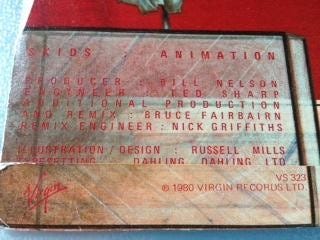 SKIDS ANIMATION
PRODUCER : BILL NELSON
ENGINEER : TED SHARP
ADDITIONAL PRODUCTION
AND REMIX : BRUCE FAIRBAIRN
REMIX ENGINEER : NICK GRIFFITHS
ILLUSTRATION / DESIGN : RUSSELL MILLS
TYPESETTING : DAHLING DAHLING LTD
VS 323
Virgin
℗ 1980 VIRGIN RECORDS LTD.